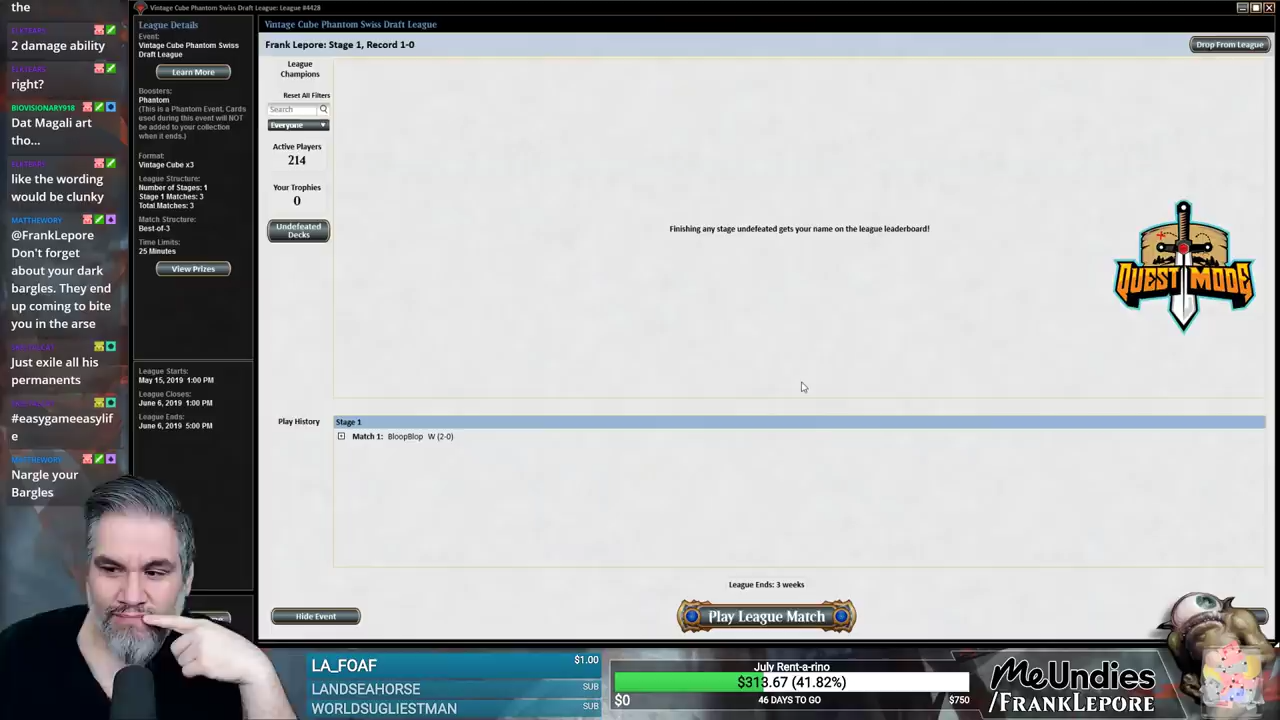 Vintage Cube Phantom Swiss Draft League: League #4428
the
2 damage ability
right?
BIOVISIONARY918
Dat Magali art
tho...
like the wording
would be clunky
MATTHEWORY
@FrankLepore
Don't forget
about your dark
bargles. They end
up coming to bite
you in the arse
Just exile all his
permanents
#easygameeasylif
e
MATTHEWORY
Nargle your
Bargles
League Details
Event:
Vintage Cube Phantom Swiss
Draft League
Learn More
Boosters:
Phantom
(This is a Phantom Event. Cards
used during this event will NOT
be added to your collection
when it ends.)
Format:
Vintage Cube x3
League Structure:
Number of Stages: 1
Stage 1 Matches: 3
Total Matches: 3
Match Structure:
Best-of-3
Time Limits:
25 Minutes
View Prizes
League Starts:
May 15, 2019 1:00 PM
League Closes:
June 6, 2019 1:00 PM
League Ends:
June 6, 2019 5:00 PM
Vintage Cube Phantom Swiss Draft League
Frank Lepore: Stage 1, Record 1-0
Drop From League
League
Champions
Reset All Filters
Search
Everyone
Active Players
214
Your Trophies
0
Undefeated
Decks
Finishing any stage undefeated gets your name on the league leaderboard!
QUEST MODE
Play History
Stage 1
Match 1: BloopBlop W (2-0)
League Ends: 3 weeks
Hide Event
Play League Match
LA_FOAF $1.00
LANDSEAHORSE SUB
WORLDSUGLIESTMAN SUB
July Rent-a-rino
$313.67 (41.82%)
$0 46 DAYS TO GO $750
MeUndies
/FRANKLEPORE